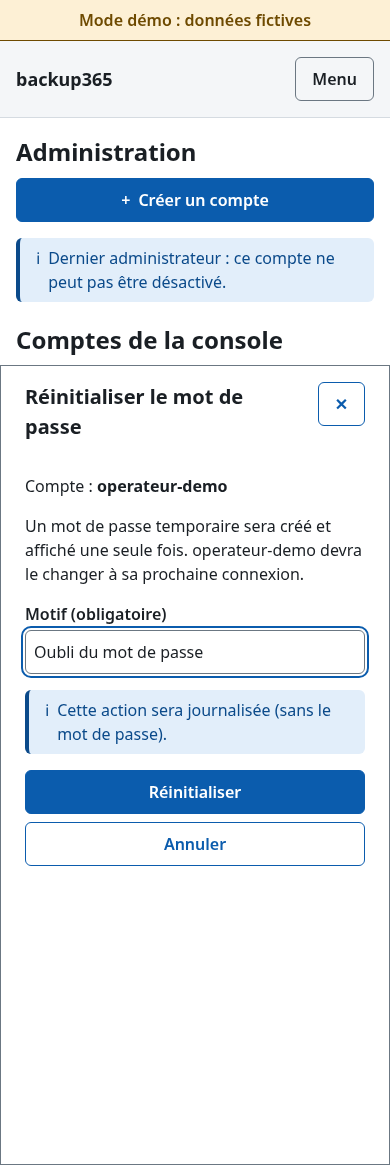 Mode démo : données fictives
backup365
Menu
Administration
+ Créer un compte
i Dernier administrateur : ce compte ne
peut pas être désactivé.
Comptes de la console
Réinitialiser le mot de
passe
×
Compte : operateur-demo
Un mot de passe temporaire sera créé et
affiché une seule fois. operateur-demo devra
le changer à sa prochaine connexion.
Motif (obligatoire)
Oubli du mot de passe
i Cette action sera journalisée (sans le
mot de passe).
Réinitialiser
Annuler